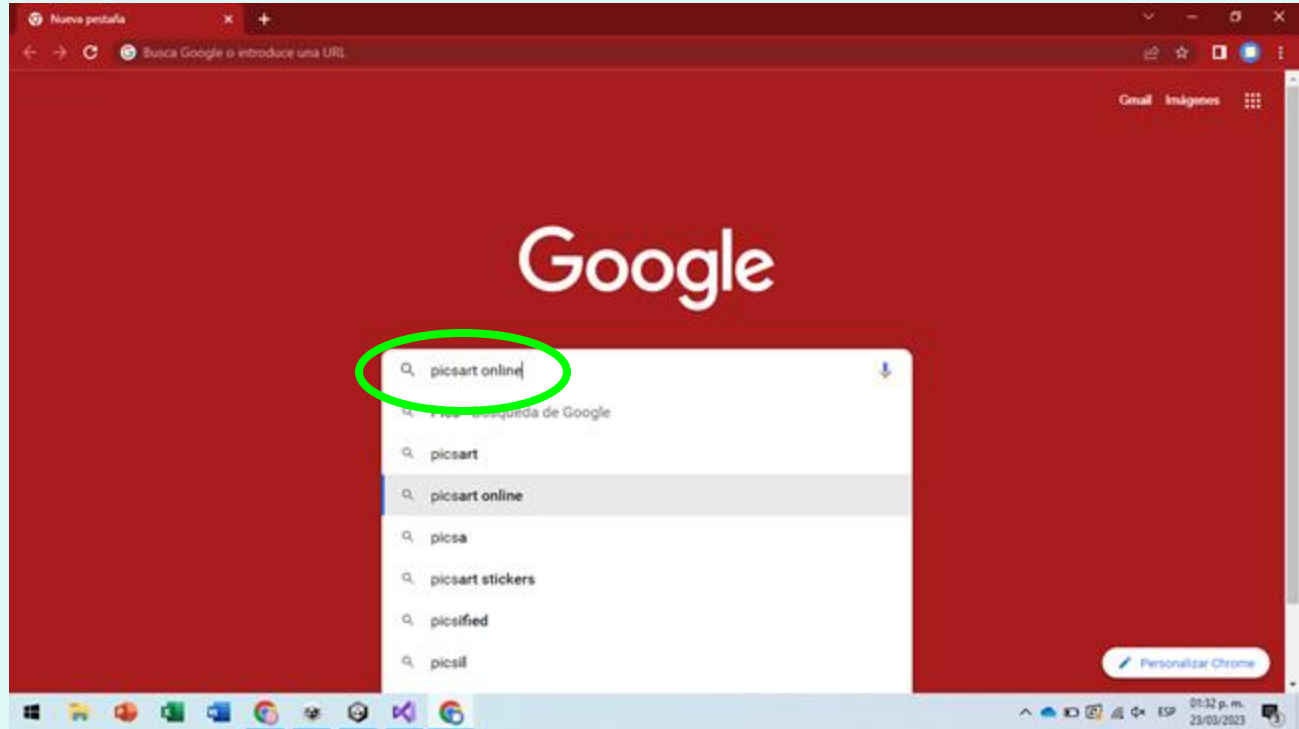 Nueva pestaña
Busca Google o introduce una URL
Gmail Imágenes
Google
picsart online
Búsqueda de Google
picsart
picsart online
picsa
picsart stickers
picsified
picsil
Personalizar Chrome
ESP
01:32 p. m.
23/03/2023